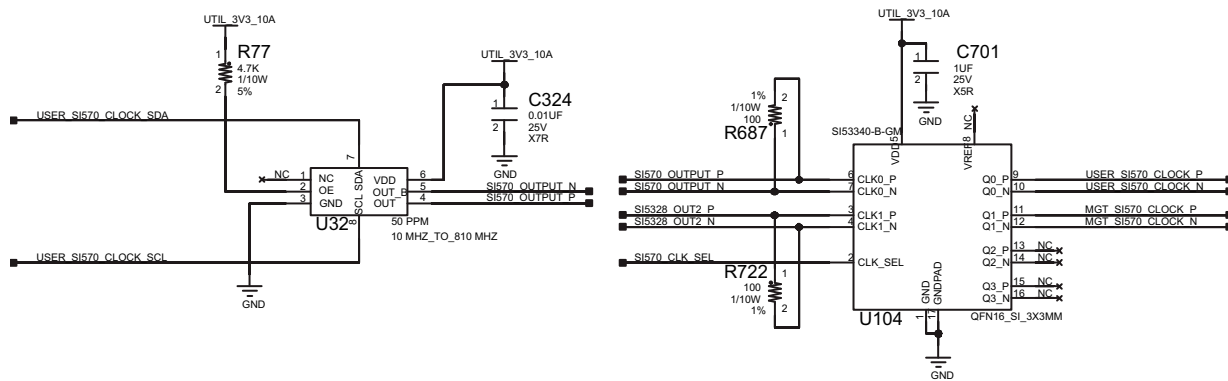 UTIL_3V3_10A
1
R77
4.7K
1/10W
5%
2
USER_SI570_CLOCK_SDA
UTIL_3V3_10A
1
C324
0.01UF
25V
X7R
2
GND
7
NC
1
NC
2
OE
3
GND
SCL
SDA
VDD
6
OUT_B
5
SI570_OUTPUT_N
OUT
4
SI570_OUTPUT_P
U32
8
50 PPM
10 MHZ_TO_810 MHZ
USER_SI570_CLOCK_SCL
GND
UTIL_3V3_10A
1
C701
1UF
25V
X5R
2
GND
1%
1/10W
100
R687
2
1
SI53340-B-GM
VDD
5
VREF
8
NC
SI570_OUTPUT_P
6
CLK0_P
SI570_OUTPUT_N
7
CLK0_N
SI5328_OUT2_P
3
CLK1_P
SI5328_OUT2_N
4
CLK1_N
SI570_CLK_SEL
2
CLK_SEL
Q0_P
9
USER_SI570_CLOCK_P
Q0_N
10
USER_SI570_CLOCK_N
Q1_P
11
MGT_SI570_CLOCK_P
Q1_N
12
MGT_SI570_CLOCK_N
Q2_P
13
NC
Q2_N
14
NC
Q3_P
15
NC
Q3_N
16
NC
R722
100
1/10W
1%
1
2
GND
GNDPAD
U104
1
17
QFN16_SI_3X3MM
GND